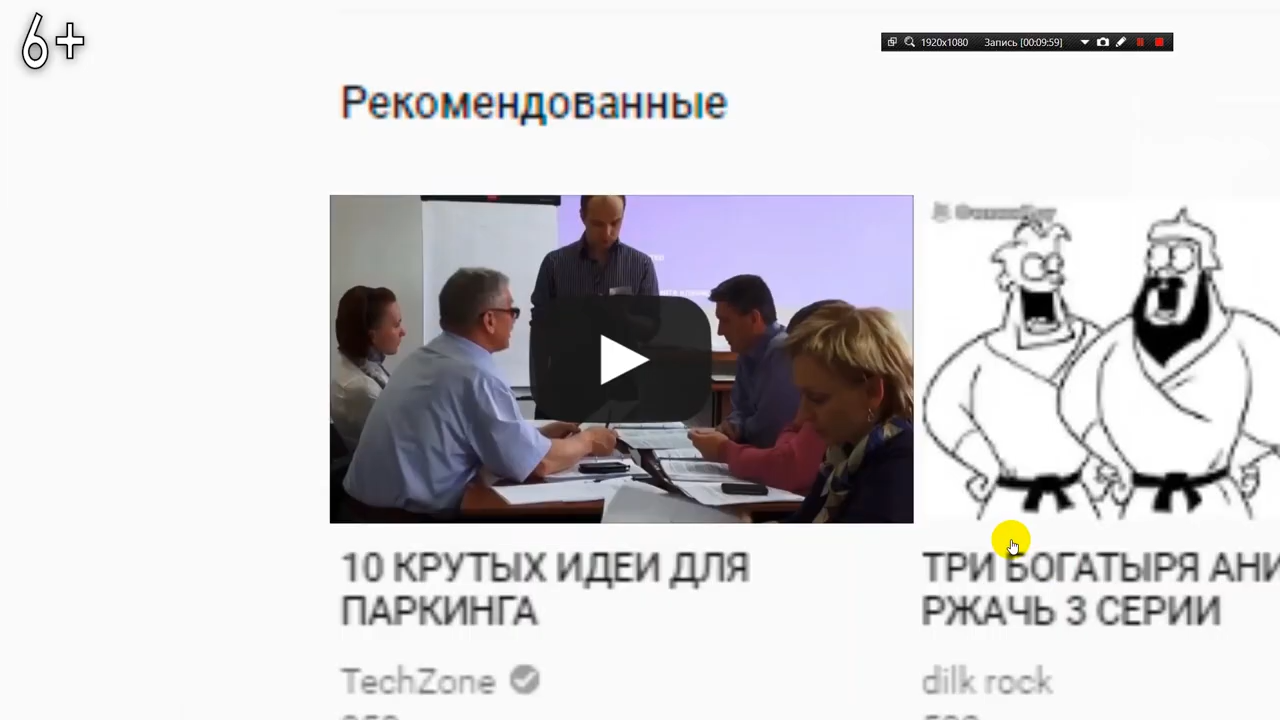 6+
1920x1080 Запись [00:09:59]
Рекомендованные
10 КРУТЫХ ИДЕИ ДЛЯ
ПАРКИНГА
ТРИ БОГАТЫРЯ АНИ
РЖАЧЬ 3 СЕРИИ
TechZone
dilk rock